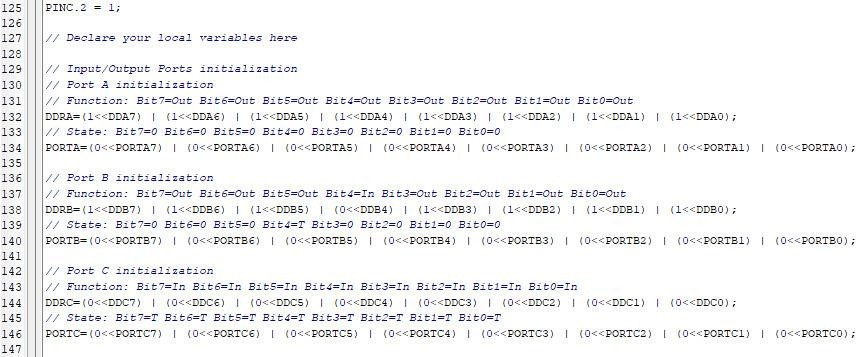 125 PINC.2 = 1;
126
127 // Declare your local variables here
128
129 // Input/Output Ports initialization
130 // Port A initialization
131 // Function: Bit7=Out Bit6=Out Bit5=Out Bit4=Out Bit3=Out Bit2=Out Bit1=Out Bit0=Out
132 DDRA=(1<<DDA7) | (1<<DDA6) | (1<<DDA5) | (1<<DDA4) | (1<<DDA3) | (1<<DDA2) | (1<<DDA1) | (1<<DDA0);
133 // State: Bit7=0 Bit6=0 Bit5=0 Bit4=0 Bit3=0 Bit2=0 Bit1=0 Bit0=0
134 PORTA=(0<<PORTA7) | (0<<PORTA6) | (0<<PORTA5) | (0<<PORTA4) | (0<<PORTA3) | (0<<PORTA2) | (0<<PORTA1) | (0<<PORTA0);
135
136 // Port B initialization
137 // Function: Bit7=Out Bit6=Out Bit5=Out Bit4=In Bit3=Out Bit2=Out Bit1=Out Bit0=Out
138 DDRB=(1<<DDB7) | (1<<DDB6) | (1<<DDB5) | (0<<DDB4) | (1<<DDB3) | (1<<DDB2) | (1<<DDB1) | (1<<DDB0);
139 // State: Bit7=0 Bit6=0 Bit5=0 Bit4=T Bit3=0 Bit2=0 Bit1=0 Bit0=0
140 PORTB=(0<<PORTB7) | (0<<PORTB6) | (0<<PORTB5) | (0<<PORTB4) | (0<<PORTB3) | (0<<PORTB2) | (0<<PORTB1) | (0<<PORTB0);
141
142 // Port C initialization
143 // Function: Bit7=In Bit6=In Bit5=In Bit4=In Bit3=In Bit2=In Bit1=In Bit0=In
144 DDRC=(0<<DDC7) | (0<<DDC6) | (0<<DDC5) | (0<<DDC4) | (0<<DDC3) | (0<<DDC2) | (0<<DDC1) | (0<<DDC0);
145 // State: Bit7=T Bit6=T Bit5=T Bit4=T Bit3=T Bit2=T Bit1=T Bit0=T
146 PORTC=(0<<PORTC7) | (0<<PORTC6) | (0<<PORTC5) | (0<<PORTC4) | (0<<PORTC3) | (0<<PORTC2) | (0<<PORTC1) | (0<<PORTC0);
147